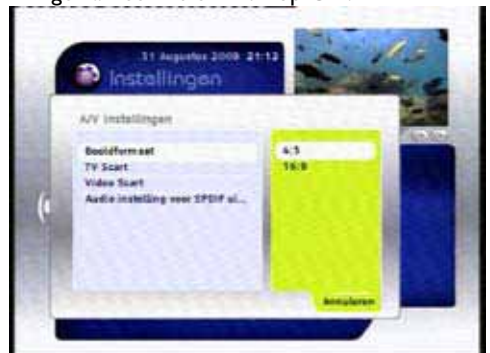 31 Augustus 2009 21:12
Instellingen
A/V Instellingen
Beeldformaat
4:3
TV Scart
16:9
Video Scart
Audio instelling voor SPDIF ui...
Annuleren